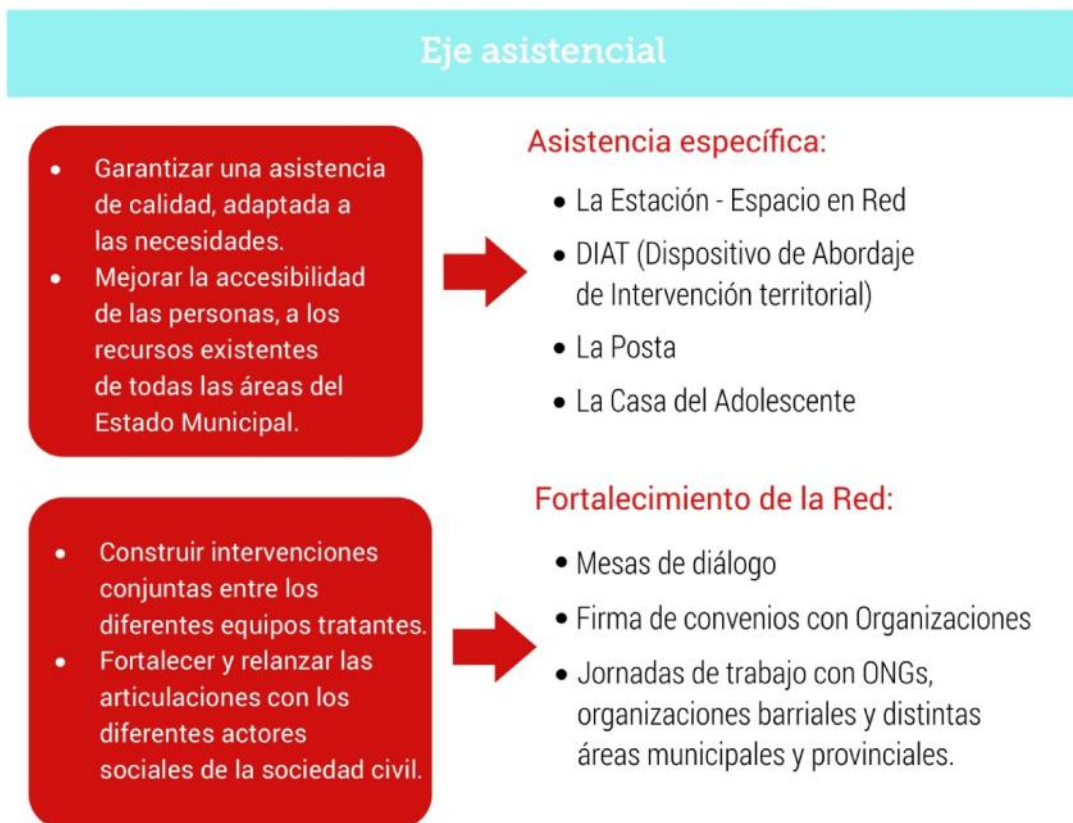 Eje asistencial
• Garantizar una asistencia
de calidad, adaptada a
las necesidades.
• Mejorar la accesibilidad
de las personas, a los
recursos existentes
de todas las áreas del
Estado Municipal.
Asistencia específica:
• La Estación - Espacio en Red
• DIAT (Dispositivo de Abordaje
de Intervención territorial)
• La Posta
• La Casa del Adolescente
• Construir intervenciones
conjuntas entre los
diferentes equipos tratantes.
• Fortalecer y relanzar las
articulaciones con los
diferentes actores
sociales de la sociedad civil.
Fortalecimiento de la Red:
• Mesas de diálogo
• Firma de convenios con Organizaciones
• Jornadas de trabajo con ONGs,
organizaciones barriales y distintas
áreas municipales y provinciales.